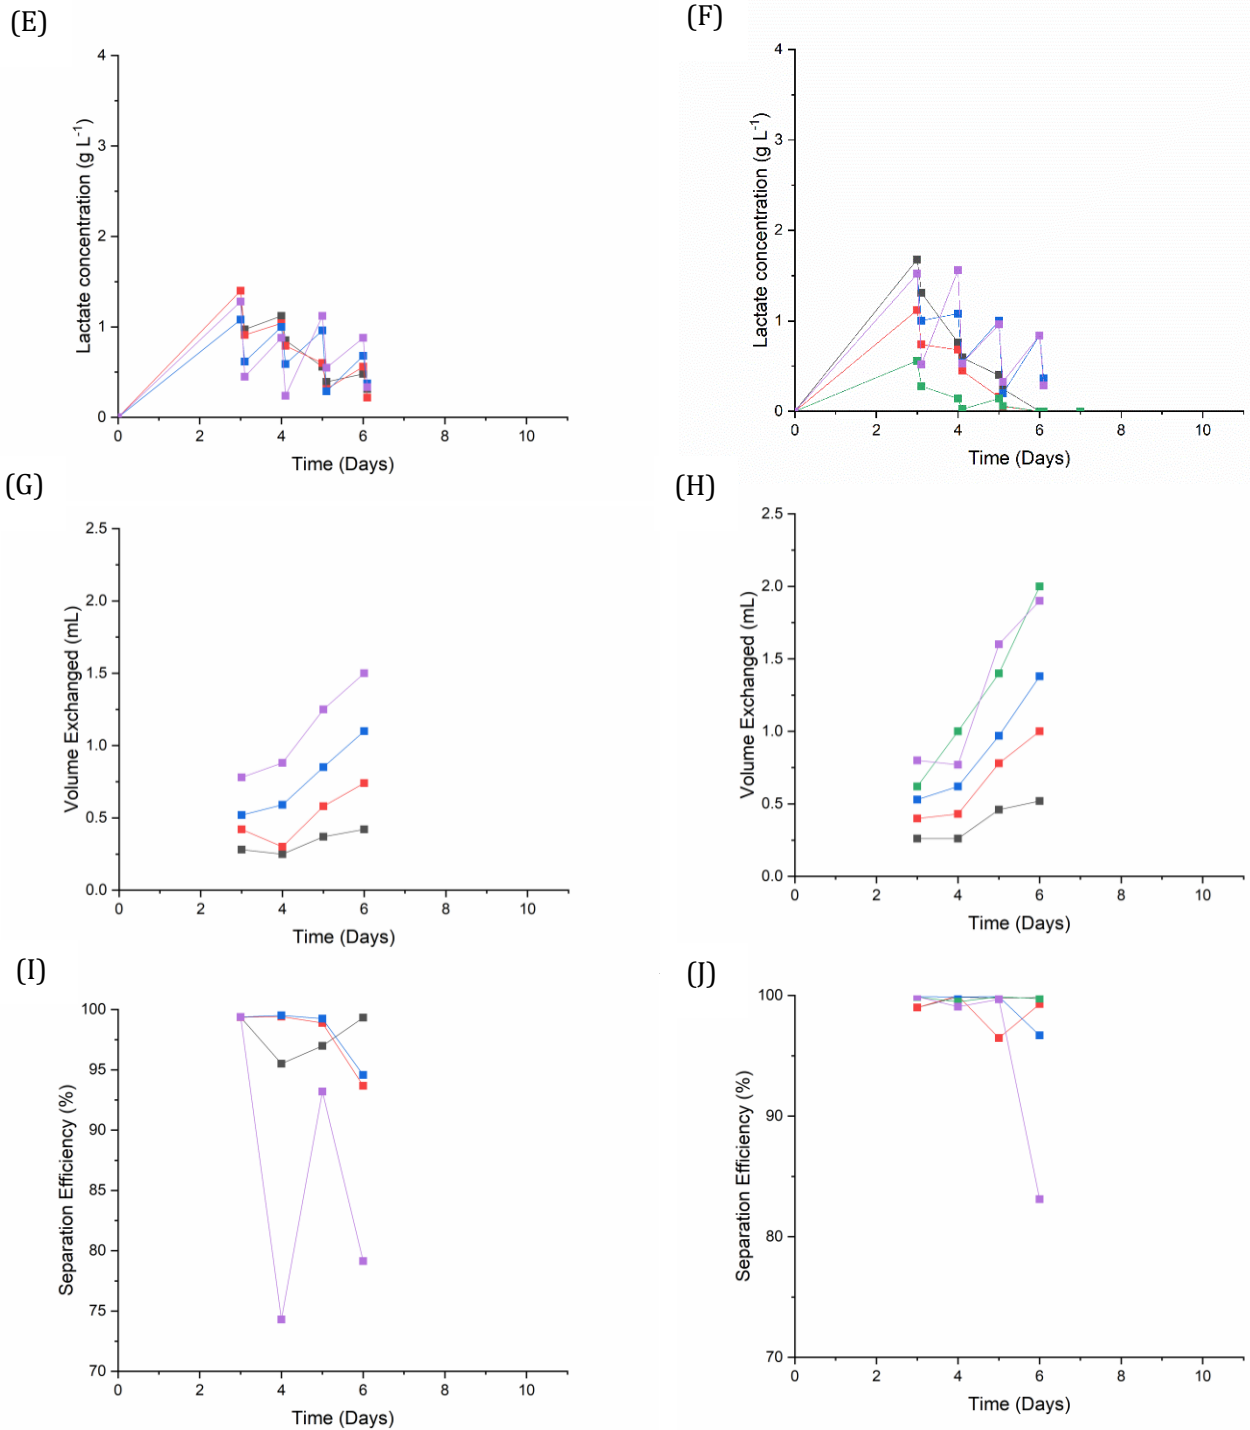 (E)
4
3
2
1
0
0 2 4 6 8 10
Lactate concentration (g L⁻¹)
Time (Days)
(F)
4
3
2
1
0
0 2 4 6 8 10
Lactate concentration (g L⁻¹)
Time (Days)
(G)
2.5
2.0
1.5
1.0
0.5
0.0
0 2 4 6 8 10
Volume Exchanged (mL)
Time (Days)
(H)
2.5
2.0
1.5
1.0
0.5
0.0
0 2 4 6 8 10
Volume Exchanged (mL)
Time (Days)
(I)
100
95
90
85
80
75
70
0 2 4 6 8 10
Separation Efficiency (%)
Time (Days)
(J)
100
90
80
70
0 2 4 6 8 10
Separation Efficiency (%)
Time (Days)